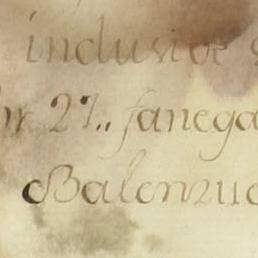 inclusive
27., fanega
Balenzue